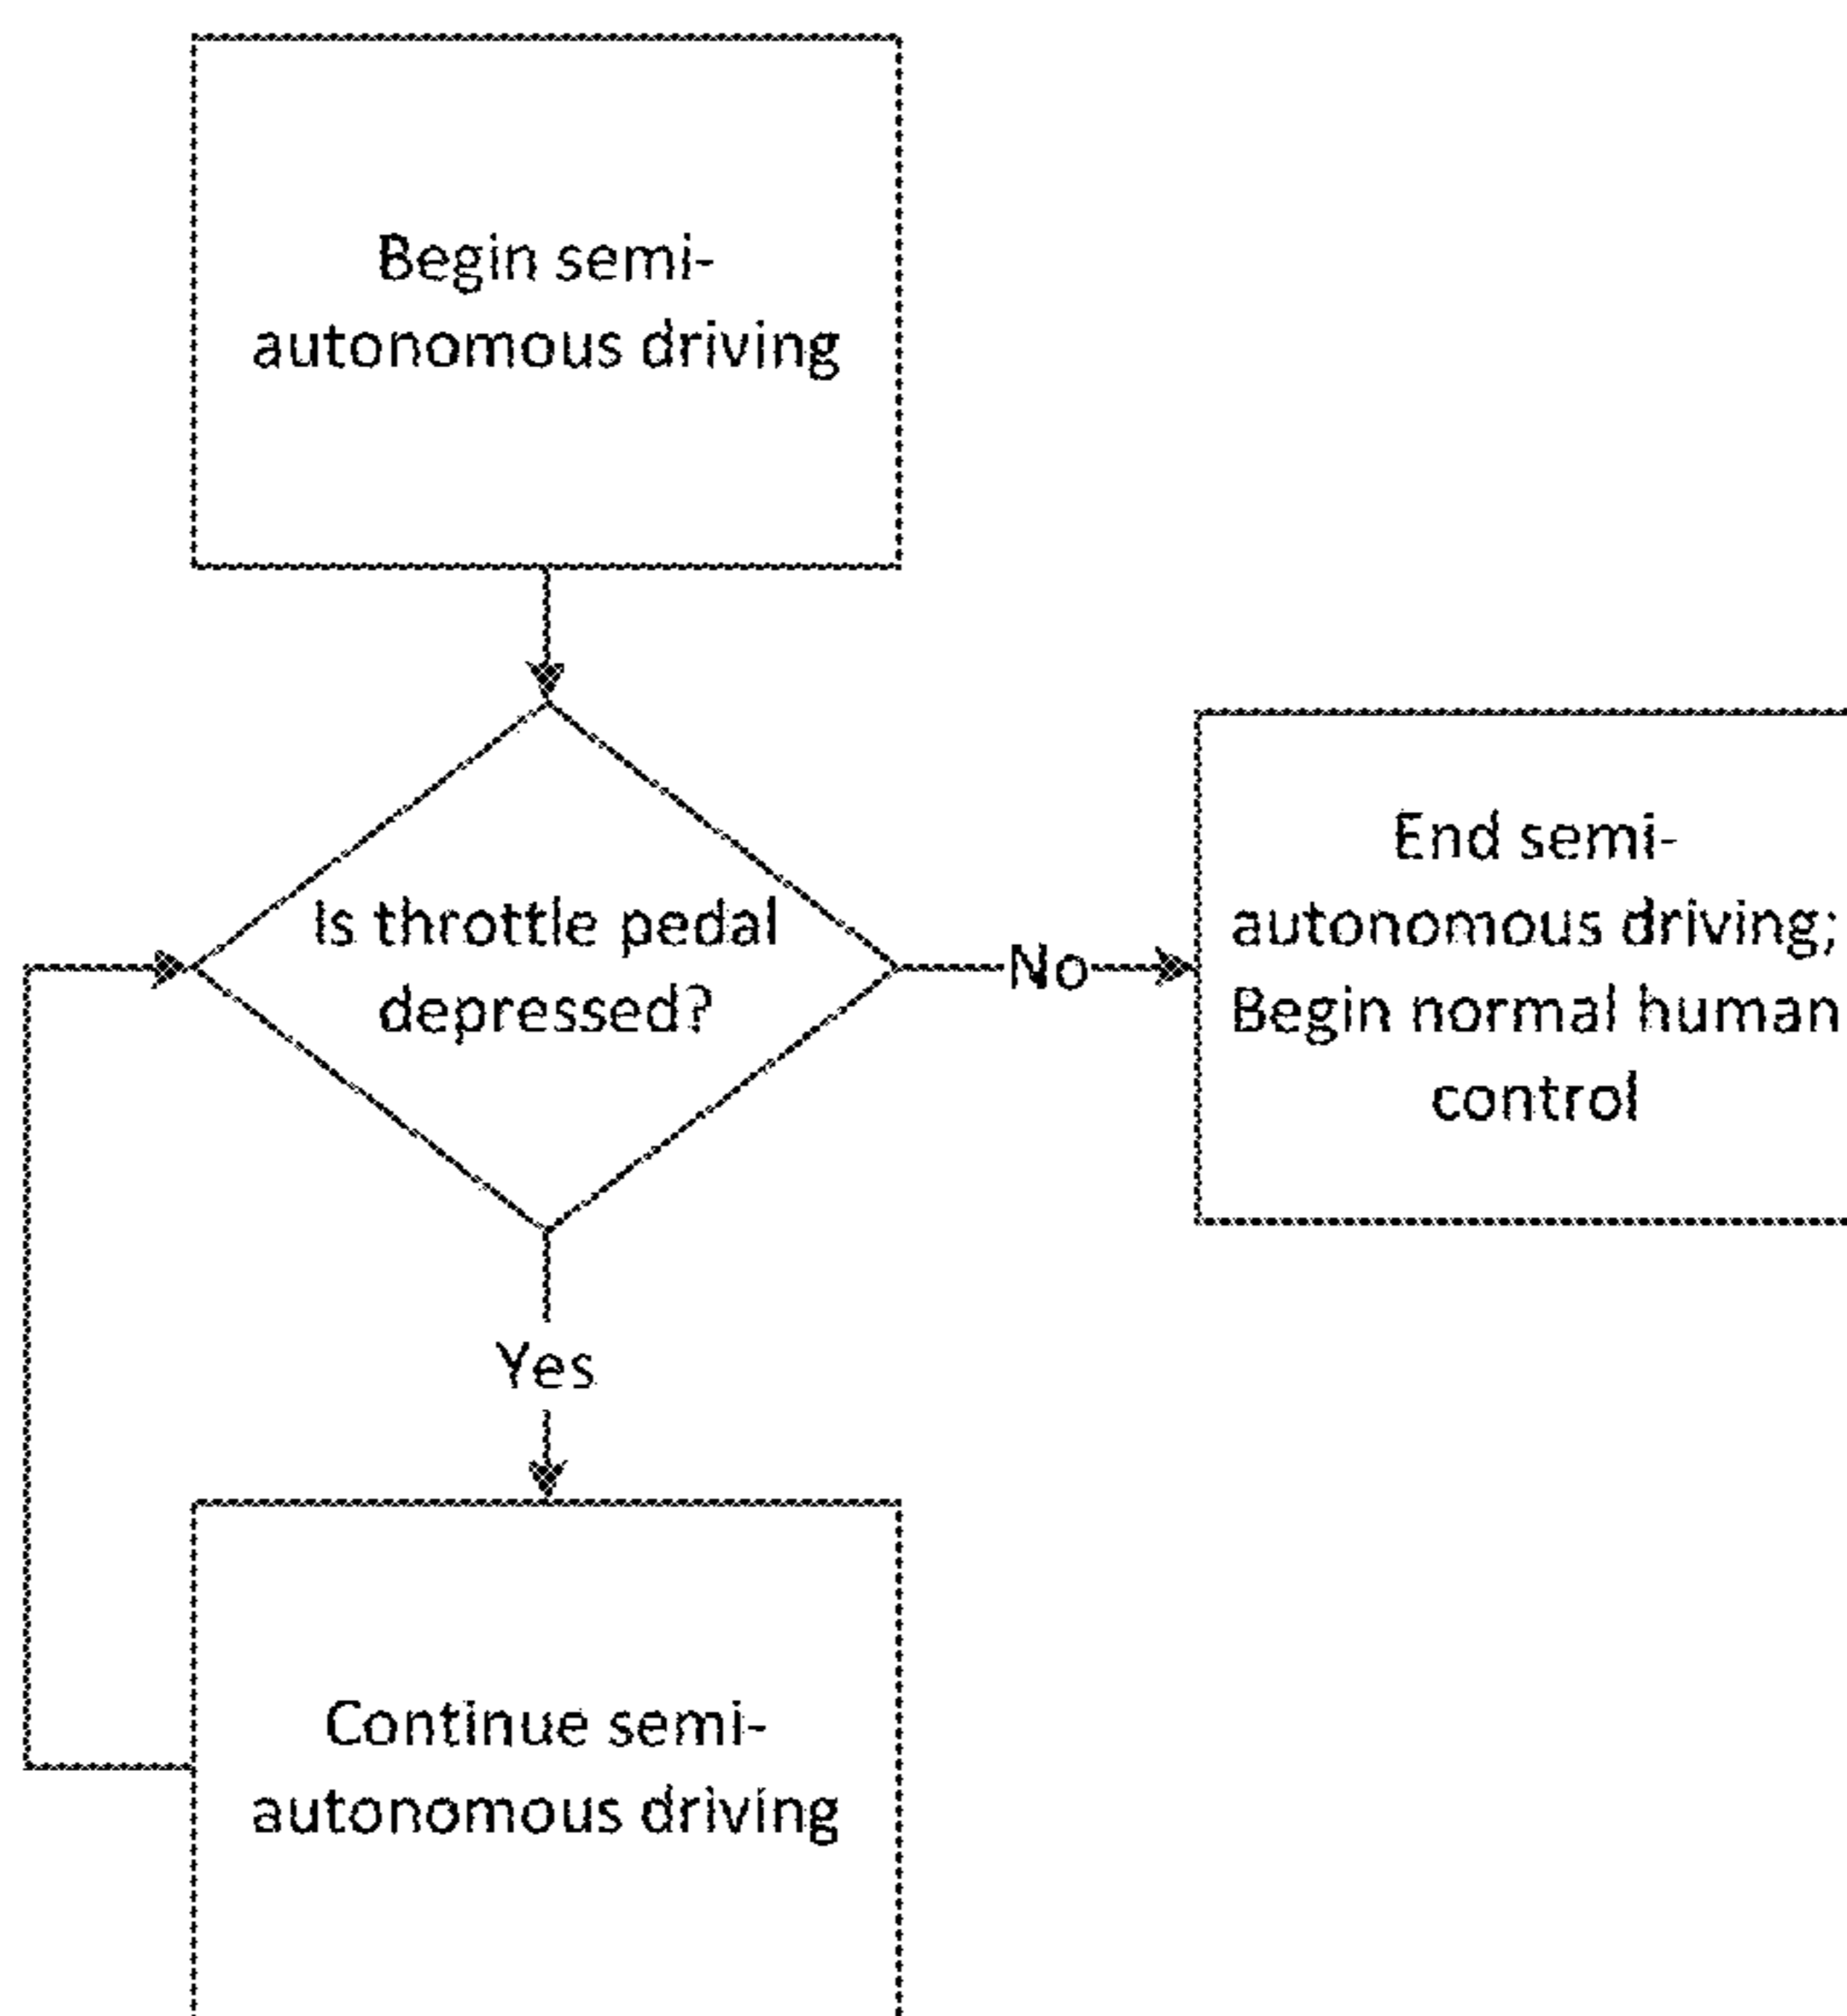 Begin semi-
autonomous driving
Is throttle pedal
depressed?
No
End semi-
autonomous driving;
Begin normal human
control
Yes
Continue semi-
autonomous driving